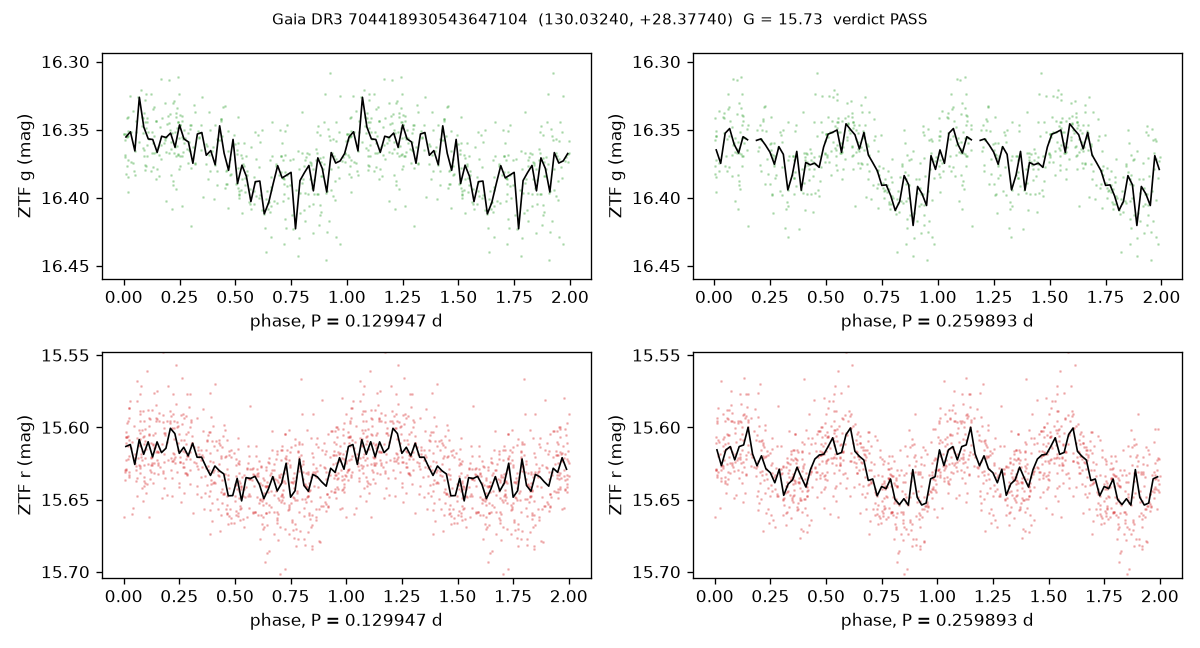 Gaia DR3 704418930543647104  (130.03240, +28.37740)  G = 15.73  verdict PASS
ZTF g (mag)
16.30
16.35
16.40
16.45
0.00 0.25 0.50 0.75 1.00 1.25 1.50 1.75 2.00
phase, P = 0.129947 d
ZTF g (mag)
16.30
16.35
16.40
16.45
0.00 0.25 0.50 0.75 1.00 1.25 1.50 1.75 2.00
phase, P = 0.259893 d
ZTF r (mag)
15.55
15.60
15.65
15.70
0.00 0.25 0.50 0.75 1.00 1.25 1.50 1.75 2.00
phase, P = 0.129947 d
ZTF r (mag)
15.55
15.60
15.65
15.70
0.00 0.25 0.50 0.75 1.00 1.25 1.50 1.75 2.00
phase, P = 0.259893 d